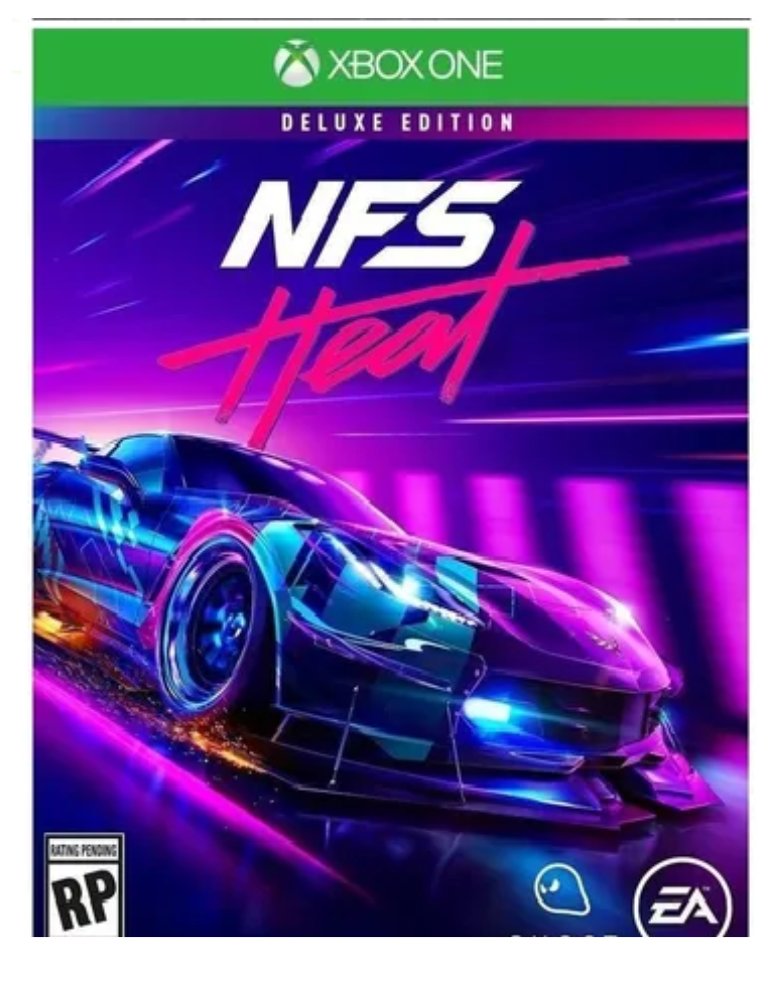 XBOX ONE
DELUXE EDITION
NFS
Heat
RATING PENDING
RP
EA